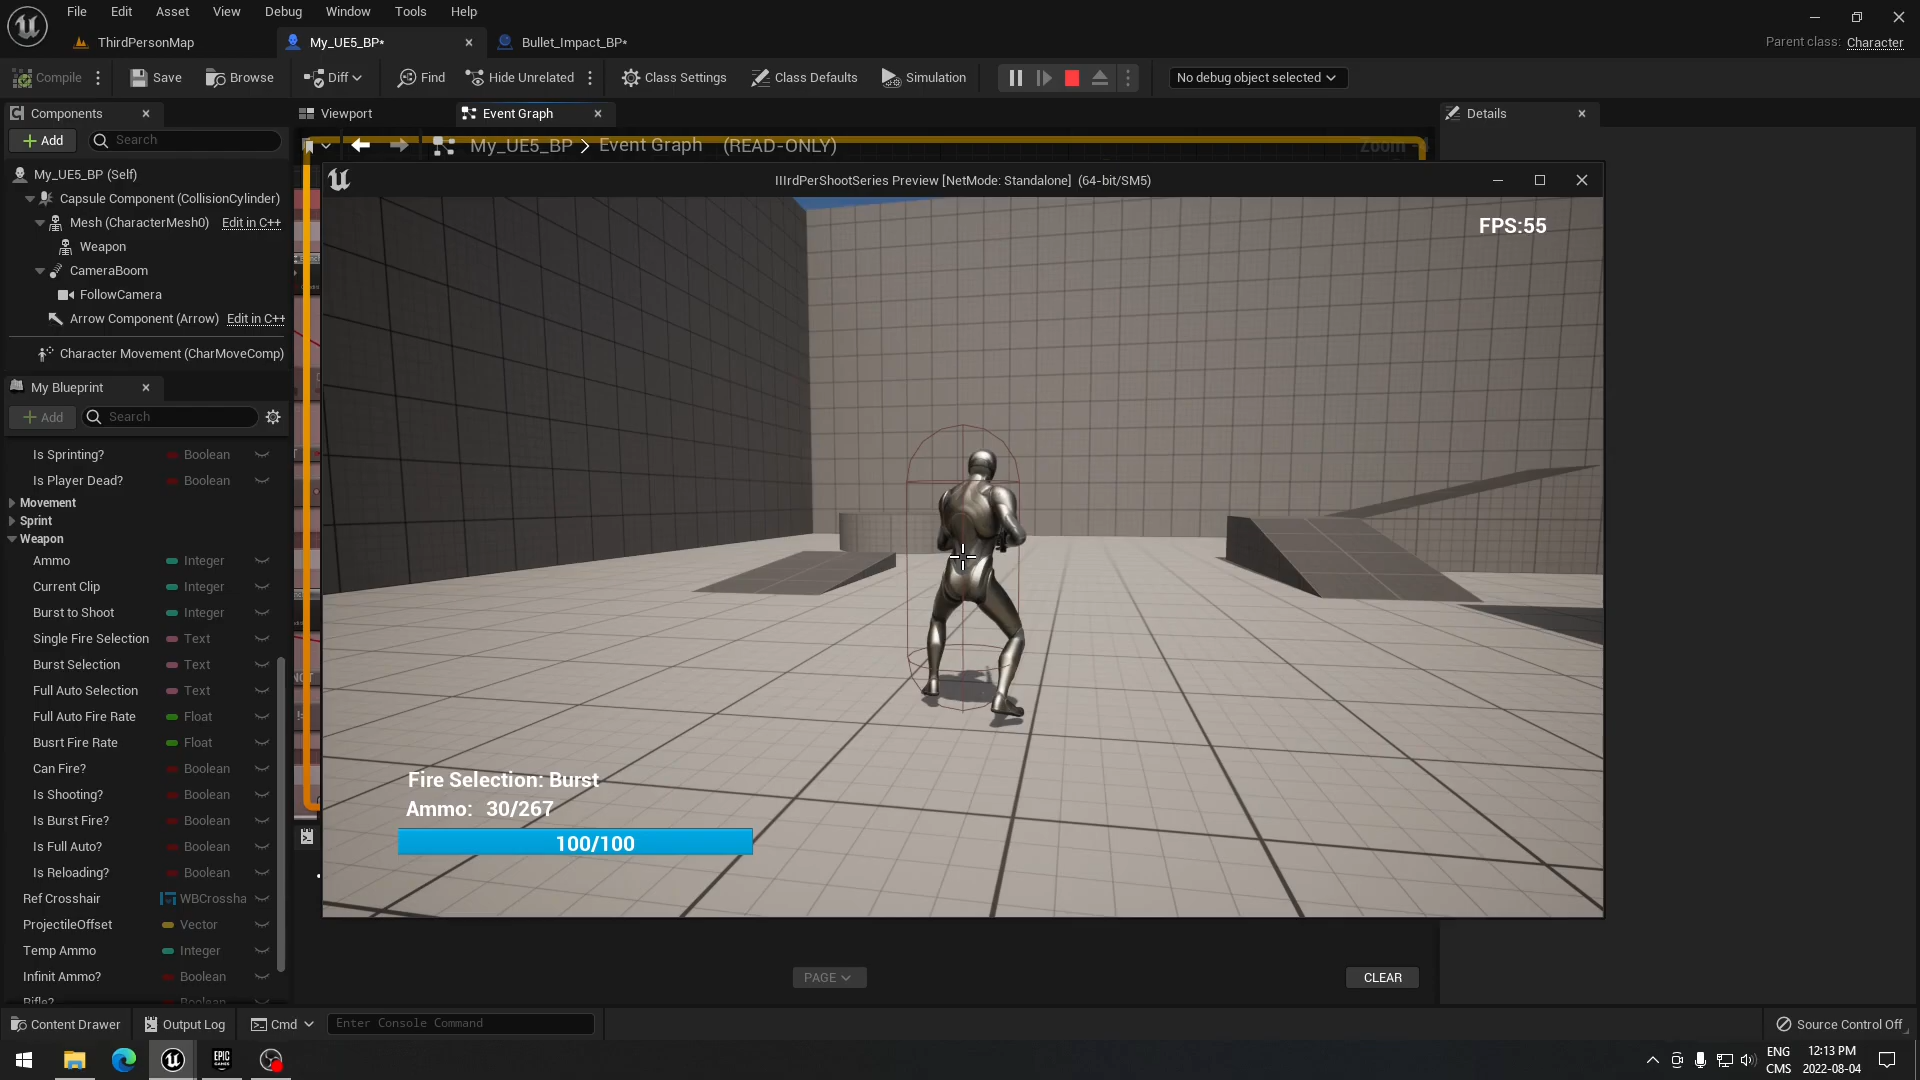 File Edit Asset View Debug Window Tools Help
ThirdPersonMap My_UE5_BP* Bullet_Impact_BP*
Parent class: Character
Compile Save Browse Diff Find Hide Unrelated Class Settings Class Defaults Simulation No debug object selected
Components Viewport Event Graph Details
Add Search
My_UE5_BP > Event Graph (READ-ONLY)
My_UE5_BP (Self)
Capsule Component (CollisionCylinder)
Mesh (CharacterMesh0) Edit in C++
Weapon
CameraBoom
FollowCamera
Arrow Component (Arrow) Edit in C++
Character Movement (CharMoveComp)
IIIrdPerShootSeries Preview [NetMode: Standalone] (64-bit/SM5)
FPS:55
My Blueprint
Add Search
Is Sprinting? Boolean
Is Player Dead? Boolean
Movement
Sprint
Weapon
Ammo Integer
Current Clip Integer
Burst to Shoot Integer
Single Fire Selection Text
Burst Selection Text
Full Auto Selection Text
Full Auto Fire Rate Float
Busrt Fire Rate Float
Can Fire? Boolean
Is Shooting? Boolean
Is Burst Fire? Boolean
Is Full Auto? Boolean
Is Reloading? Boolean
Ref Crosshair WBCrossha
ProjectileOffset Vector
Temp Ammo Integer
Infinit Ammo? Boolean
Rifle? Boolean
Fire Selection: Burst
Ammo: 30/267
100/100
PAGE CLEAR
Content Drawer Output Log Cmd Enter Console Command Source Control Off
EPIC GAMES
ENG
CMS
12:13 PM
2022-08-04